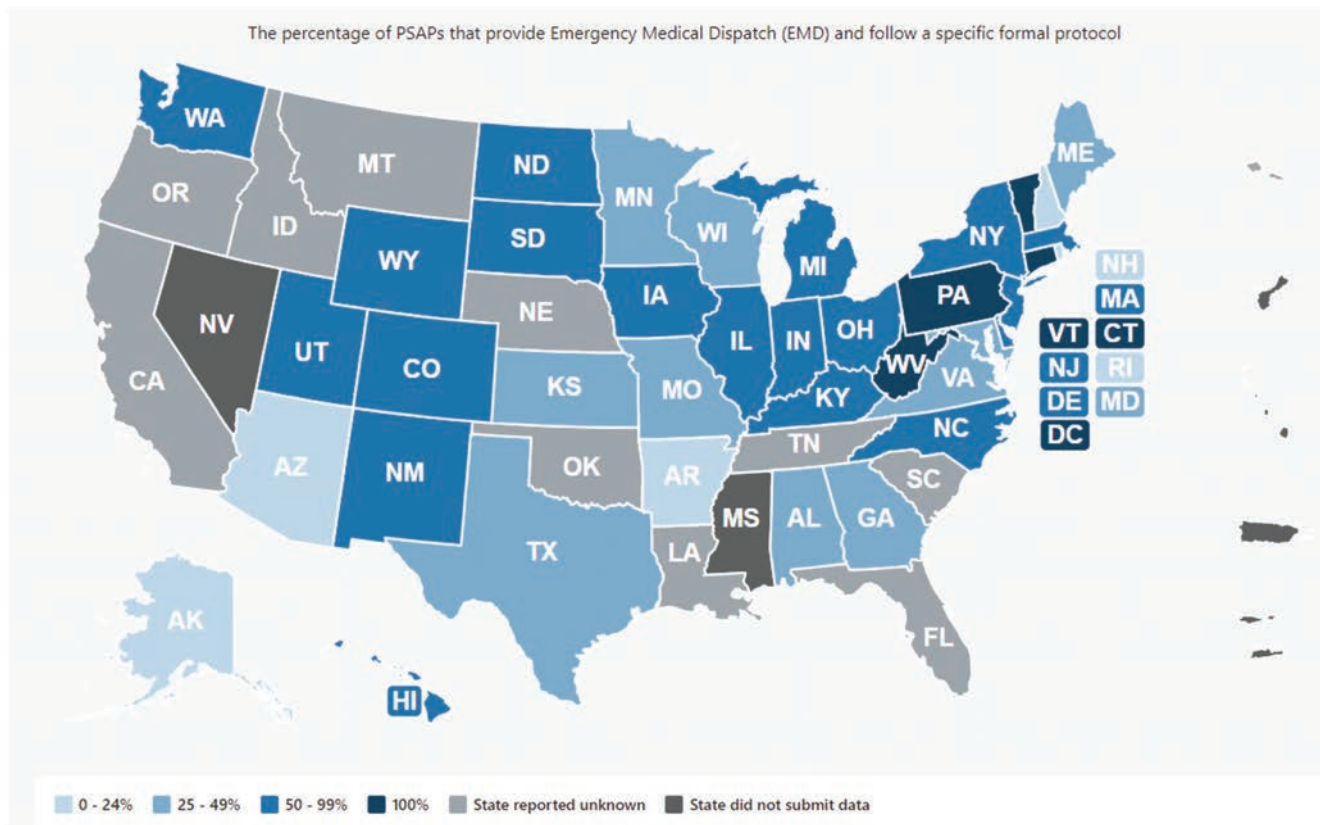 The percentage of PSAPs that provide Emergency Medical Dispatch (EMD) and follow a specific formal protocol
WA
MT
ND
MN
ME
OR
ID
SD
WI
NY
WY
MI
NH
IA
PA
MA
NV
NE
IL
IN
OH
VT
CT
UT
CO
WV
NJ
RI
CA
KS
MO
KY
VA
DE
MD
NC
DC
TN
AZ
NM
OK
AR
SC
MS
AL
GA
TX
LA
AK
FL
HI
0 - 24%
25 - 49%
50 - 99%
100%
State reported unknown
State did not submit data